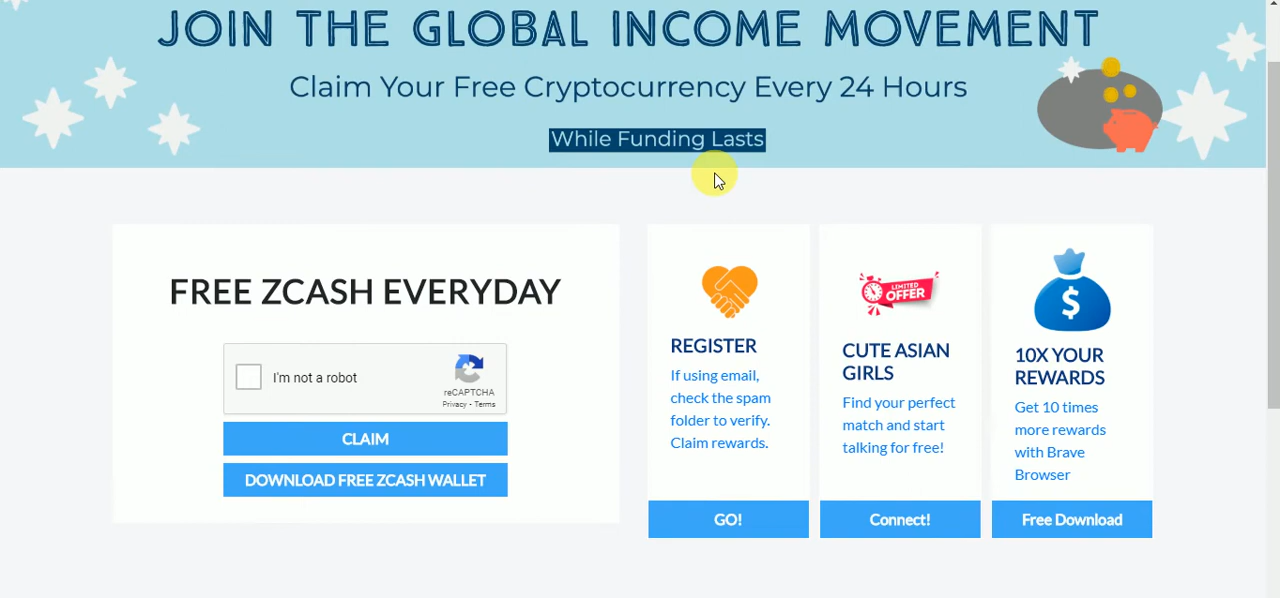 JOIN THE GLOBAL INCOME MOVEMENT
Claim Your Free Cryptocurrency Every 24 Hours
While Funding Lasts
FREE ZCASH EVERYDAY
I'm not a robot
reCAPTCHA
Privacy - Terms
CLAIM
DOWNLOAD FREE ZCASH WALLET
REGISTER
If using email,
check the spam
folder to verify.
Claim rewards.
GO!
LIMITED
OFFER
CUTE ASIAN
GIRLS
Find your perfect
match and start
talking for free!
Connect!
$
10X YOUR
REWARDS
Get 10 times
more rewards
with Brave
Browser
Free Download